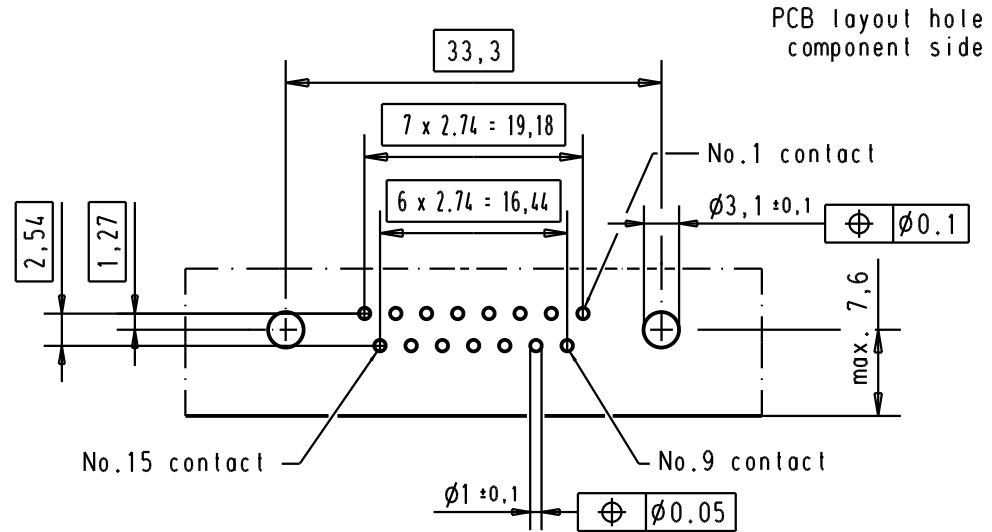 PCB layout hole
component side
33,3
7 x 2.74 = 19,18
No.1 contact
6 x 2.74 = 16,44
ø3,1 ±0,1
⌖ ø0.1
2,54
1,27
max. 7,6
No.15 contact
No.9 contact
ø1 ±0,1
⌖ ø0.05